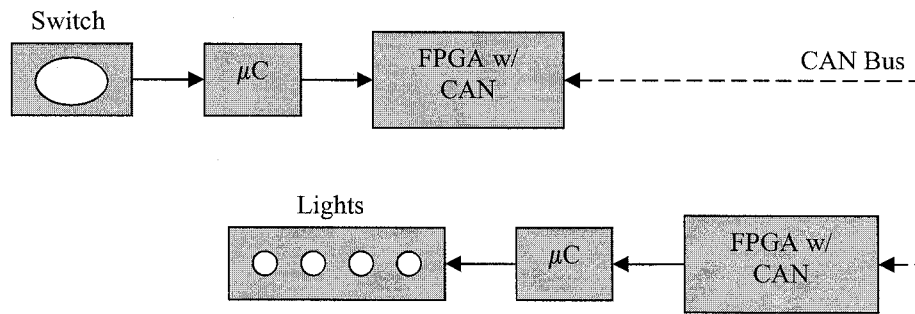 Switch
μC
FPGA w/
CAN
CAN Bus
Lights
μC
FPGA w/
CAN